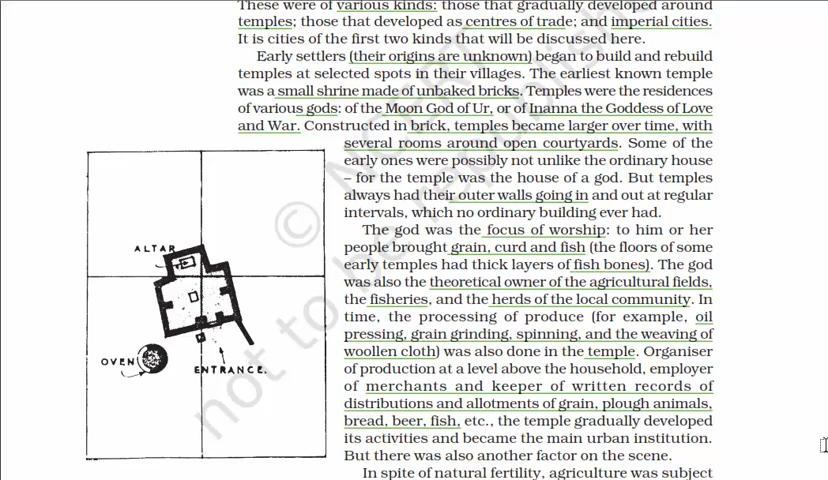 These were of various kinds: those that gradually developed around
temples; those that developed as centres of trade; and imperial cities.
It is cities of the first two kinds that will be discussed here.
Early settlers (their origins are unknown) began to build and rebuild
temples at selected spots in their villages. The earliest known temple
was a small shrine made of unbaked bricks. Temples were the residences
of various gods: of the Moon God of Ur, or of Inanna the Goddess of Love
and War. Constructed in brick, temples became larger over time, with
several rooms around open courtyards. Some of the
early ones were possibly not unlike the ordinary house
– for the temple was the house of a god. But temples
always had their outer walls going in and out at regular
intervals, which no ordinary building ever had.
The god was the focus of worship: to him or her
people brought grain, curd and fish (the floors of some
early temples had thick layers of fish bones). The god
was also the theoretical owner of the agricultural fields,
the fisheries, and the herds of the local community. In
time, the processing of produce (for example, oil
pressing, grain grinding, spinning, and the weaving of
woollen cloth) was also done in the temple. Organiser
of production at a level above the household, employer
of merchants and keeper of written records of
distributions and allotments of grain, plough animals,
bread, beer, fish, etc., the temple gradually developed
its activities and became the main urban institution.
But there was also another factor on the scene.
In spite of natural fertility, agriculture was subject
ALTAR
OVEN
ENTRANCE.
© NCERT
not to be republish